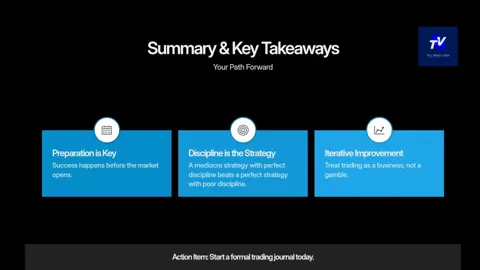 TV
Summary & Key Takeaways
Your Path Forward
Preparation is Key
Success happens before the market
opens.
Discipline is the Strategy
A mediocre strategy with perfect
discipline beats a perfect strategy
with poor discipline.
Iterative Improvement
Treat trading as a business, not a
gamble.
Action Item: Start a formal trading journal today.